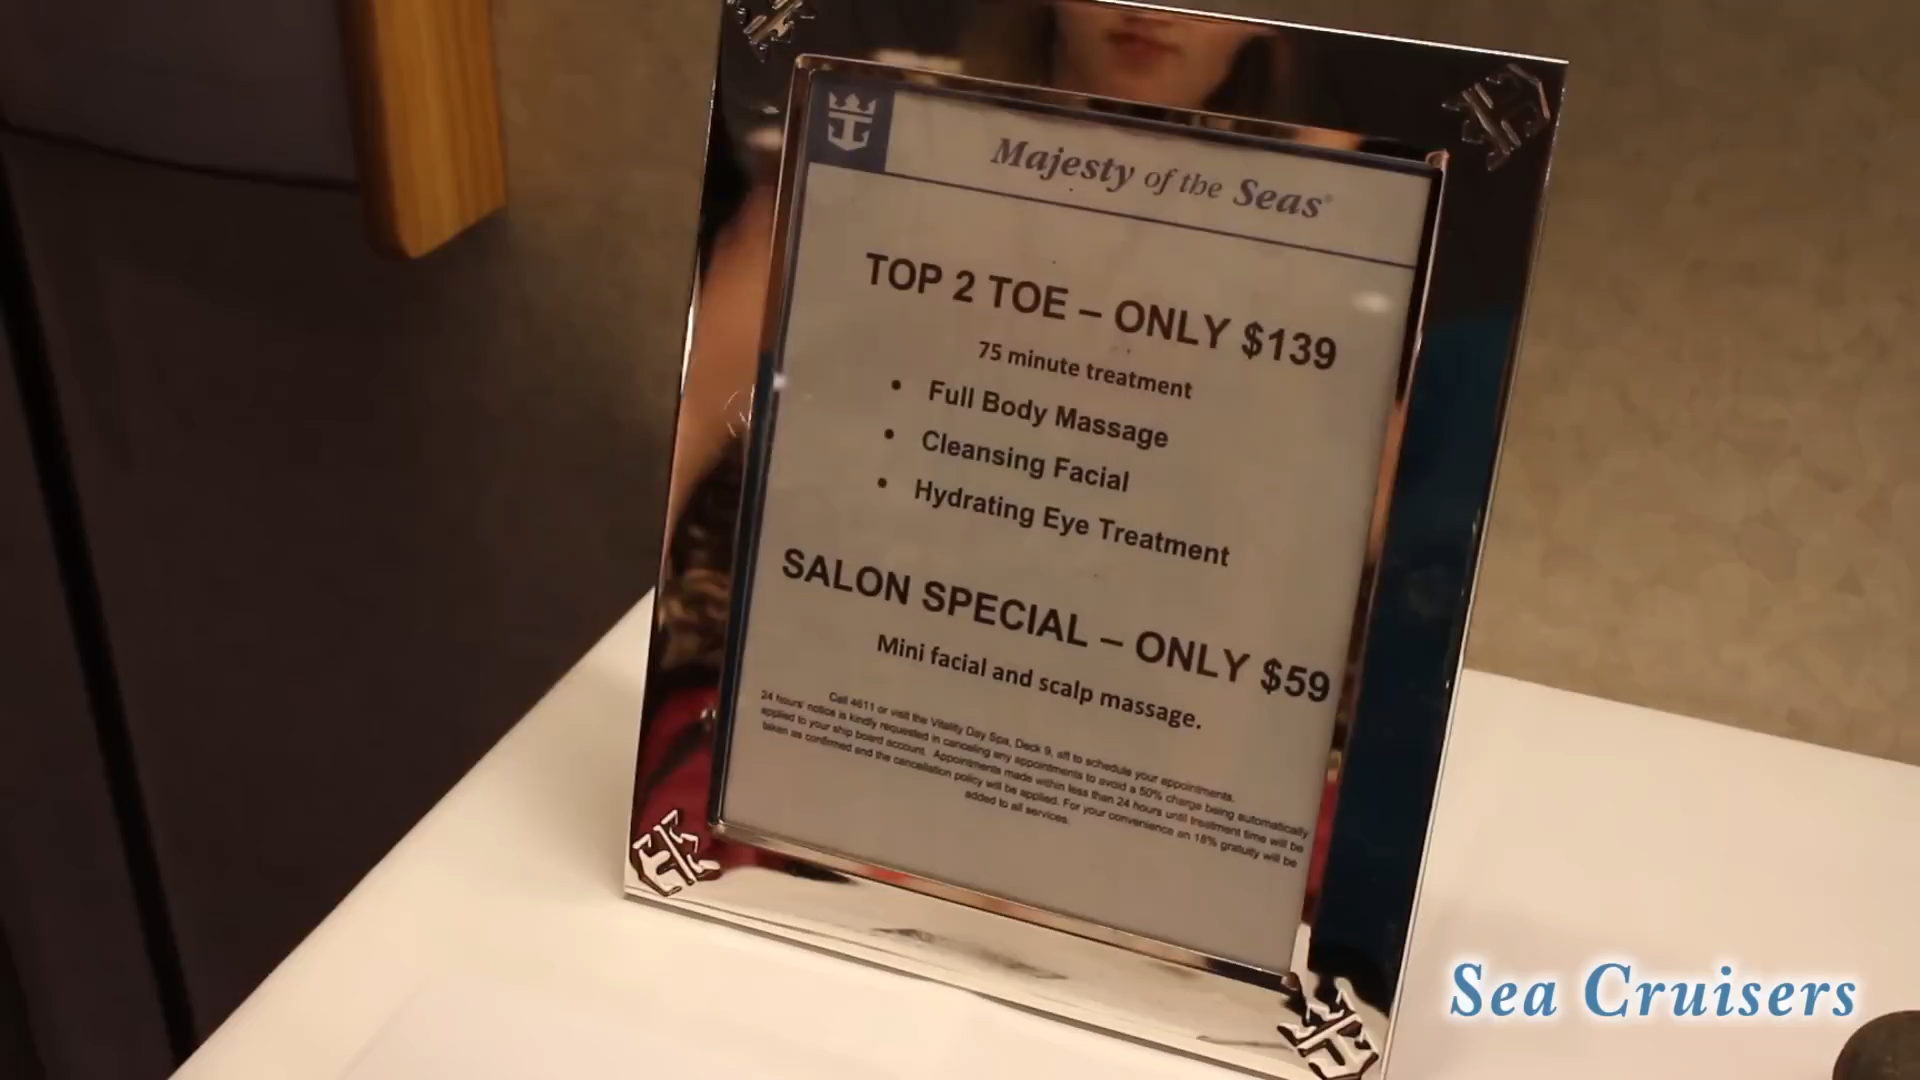 Majesty of the Seas®
TOP 2 TOE – ONLY $139
75 minute treatment
• Full Body Massage
• Cleansing Facial
• Hydrating Eye Treatment
SALON SPECIAL – ONLY $59
Mini facial and scalp massage.
Call 4611 or visit the Vitality Day Spa, Deck 9, aft to schedule your appointments.
24 hours' notice is kindly requested in canceling any appointments to avoid a 50% charge being automatically
applied to your ship board account. Appointments made within less than 24 hours until treatment time will be
taken as confirmed and the cancellation policy will be applied. For your convenience an 18% gratuity will be
added to all services.
Sea Cruisers